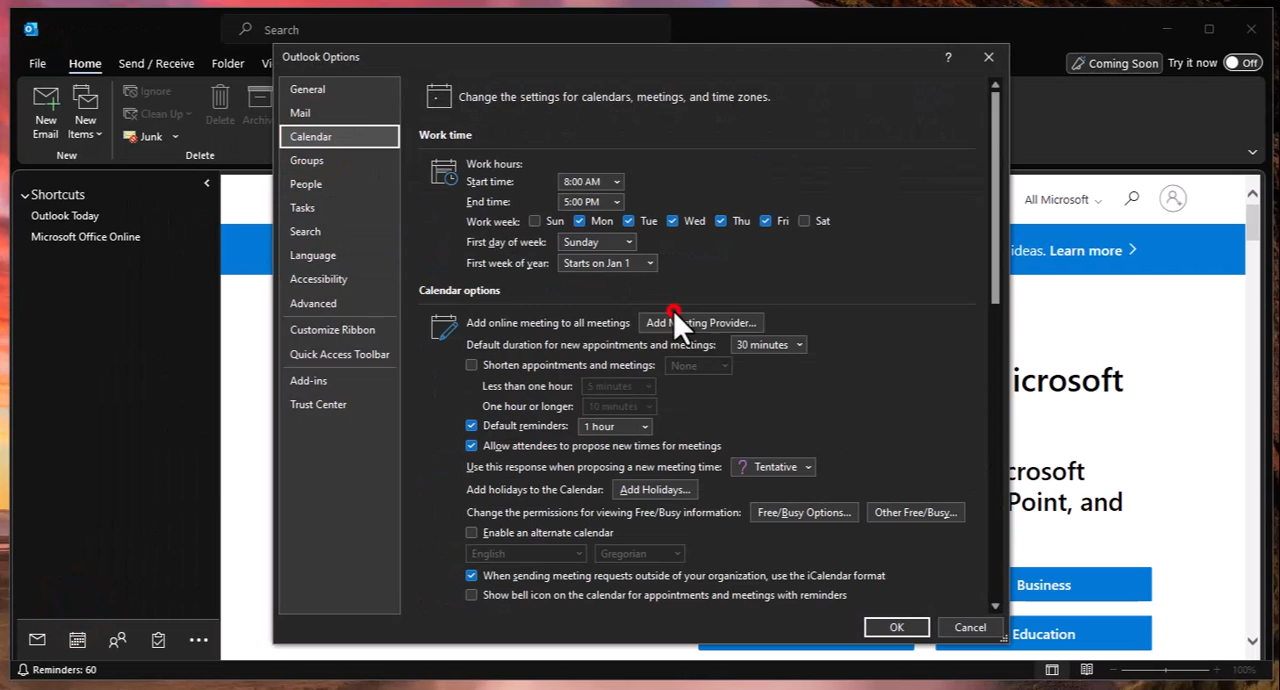 Search
Outlook Options
File Home Send / Receive Folder
Coming Soon Try it now Off
New Email
New Items
Ignore
Clean Up
Junk
Delete
New
Delete
Shortcuts
Outlook Today
Microsoft Office Online
General
Mail
Calendar
Groups
People
Tasks
Search
Language
Accessibility
Advanced
Customize Ribbon
Quick Access Toolbar
Add-ins
Trust Center
Change the settings for calendars, meetings, and time zones.
Work time
Work hours:
Start time: 8:00 AM
End time: 5:00 PM
Work week: Sun Mon Tue Wed Thu Fri Sat
First day of week: Sunday
First week of year: Starts on Jan 1
Calendar options
Add online meeting to all meetings Add Meeting Provider...
Default duration for new appointments and meetings: 30 minutes
Shorten appointments and meetings: None
Less than one hour: 5 minutes
One hour or longer: 10 minutes
Default reminders: 1 hour
Allow attendees to propose new times for meetings
Use this response when proposing a new meeting time: ? Tentative
Add holidays to the Calendar: Add Holidays...
Change the permissions for viewing Free/Busy information: Free/Busy Options... Other Free/Busy...
Enable an alternate calendar
English Gregorian
When sending meeting requests outside of your organization, use the iCalendar format
Show bell icon on the calendar for appointments and meetings with reminders
OK Cancel
All Microsoft
ideas. Learn more
icrosoft
crosoft
Point, and
Business
Education
Reminders: 60
100%